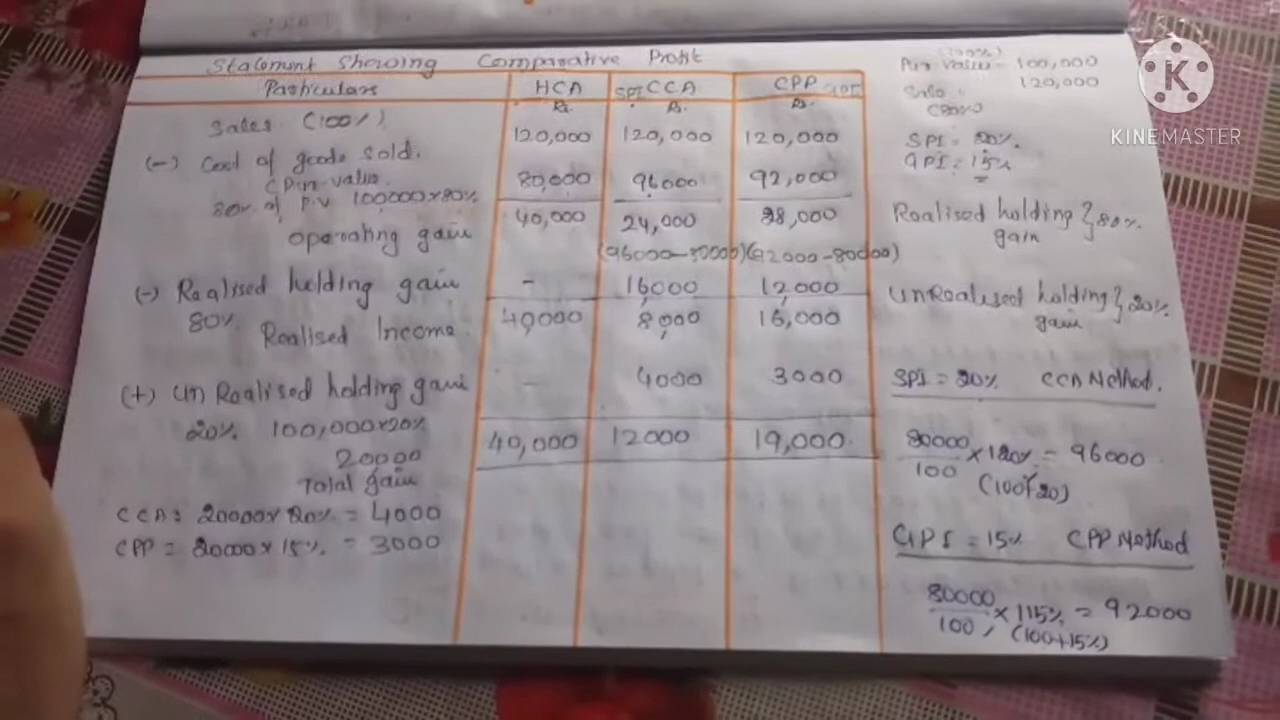 Statement Showing Comparative Profit
Particulars HCA SPI CCA CPP GPI
Rs. Rs. Rs.
Sales (100%) 120,000 120,000 120,000
(-) Cost of goods sold.
80,000 96000 92,000
80% of P.V 100000×80%
40,000 24,000 28,000
operating gain
(96000-80000) (92000-80000)
(-) Realised holding gain - 16000 12000
80%
Realised Income 40000 8000 16,000
(+) Un Realised holding gain - 4000 3000
20% 100,000×20%
20000
Total gain 40,000 12000 19,000
CCA: 20000×20% = 4000
CPP = 20000×15% = 3000
(100%)
Pur value - 100,000
Sale - 120,000
(80%)
SPI = 20%
GPI = 15%
Realised holding gain } 80%
UnRealised holding gain } 20%
SPI = 20% CCA Method.
80000/100 × 120% = 96000
(100+20)
GPI = 15% CPP Method
80000/100 × 115% = 92000
(100+15%)
K
KINEMASTER